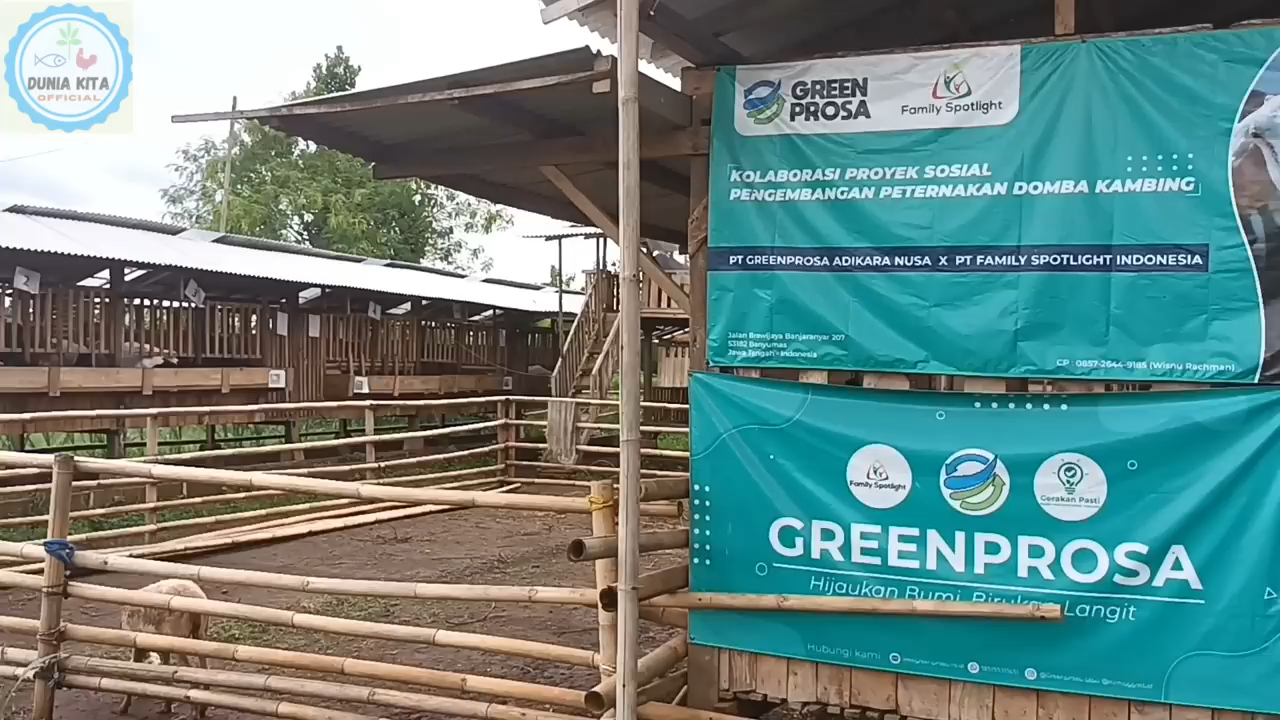 DUNIA KITA
OFFICIAL
GREEN
PROSA
Family Spotlight
KOLABORASI PROYEK SOSIAL
PENGEMBANGAN PETERNAKAN DOMBA KAMBING
PT GREENPROSA ADIKARA NUSA X PT FAMILY SPOTLIGHT INDONESIA
Jalan Brawijaya Banjaranyar 207
53182 Banyumas
Jawa Tengah - Indonesia
CP : 0857-2644-9185 (Wisnu Rachman)
Family Spotlight
Gerakan Pasti
GREENPROSA
Hijaukan Bumi, Langit
Hubungi kami